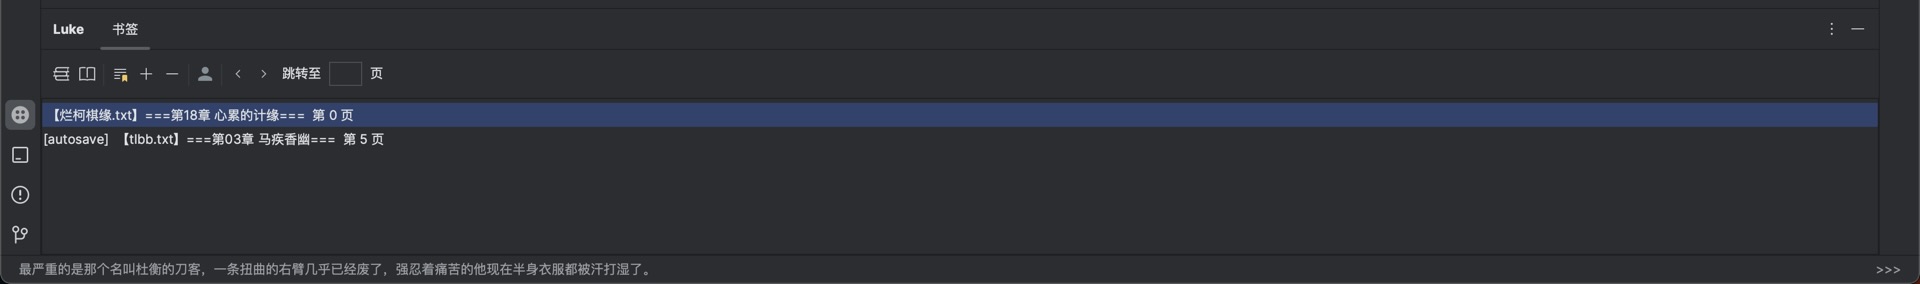 Luke 书签
跳转至 页
【烂柯棋缘.txt】===第18章 心累的计缘=== 第 0 页
[autosave] 【tlbb.txt】===第03章 马疾香幽=== 第 5 页
最严重的是那个名叫杜衡的刀客，一条扭曲的右臂几乎已经废了，强忍着痛苦的他现在半身衣服都被汗打湿了。 >>>